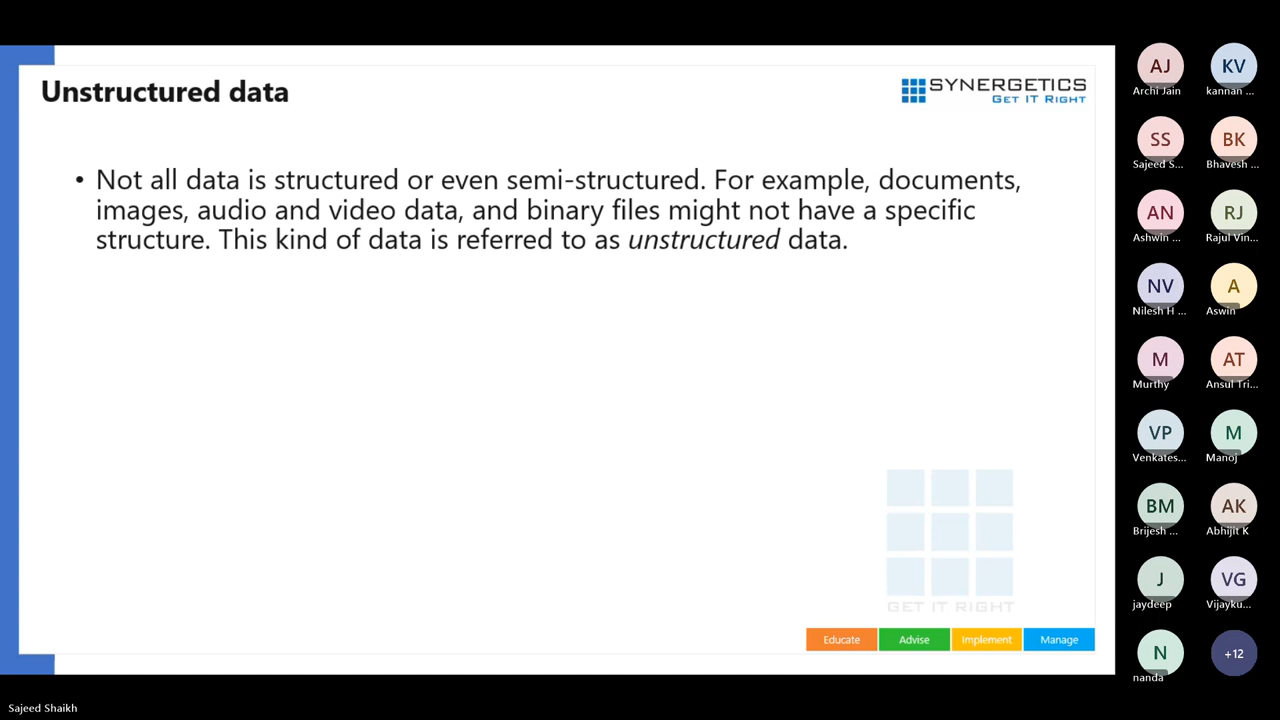 Unstructured data
SYNERGETICS
GET IT RIGHT
• Not all data is structured or even semi-structured. For example, documents,
images, audio and video data, and binary files might not have a specific
structure. This kind of data is referred to as unstructured data.
GET IT RIGHT
Educate
Advise
Implement
Manage
AJ
Archi Jain
KV
kannan ...
SS
Sajeed S...
BK
Bhavesh ...
AN
Ashwin ...
RJ
Rajul Vin...
NV
Nilesh H ...
A
Aswin
M
Murthy
AT
Ansul Tri...
VP
Venkates...
M
Manoj
BM
Brijesh ...
AK
Abhijit K
J
jaydeep
VG
Vijayku...
N
nanda
+12
Sajeed Shaikh